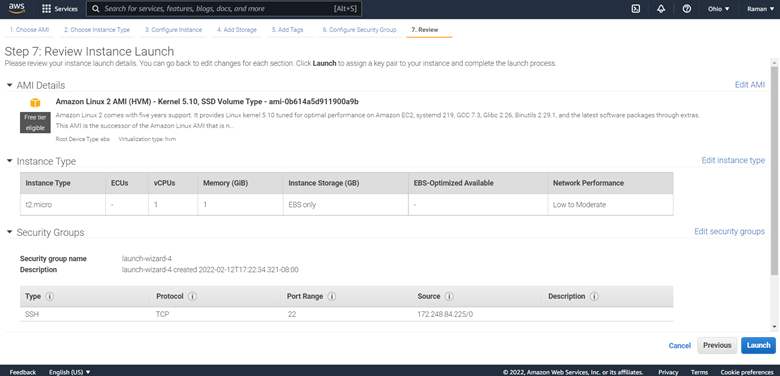 aws Services Search for services, features, blogs, docs, and more [Alt+S] Ohio Raman
1. Choose AMI 2. Choose Instance Type 3. Configure Instance 4. Add Storage 5. Add Tags 6. Configure Security Group 7. Review
Step 7: Review Instance Launch
Please review your instance launch details. You can go back to edit changes for each section. Click Launch to assign a key pair to your instance and complete the launch process.
AMI Details Edit AMI
Amazon Linux 2 AMI (HVM) - Kernel 5.10, SSD Volume Type - ami-0b614a5d911900a9b
Free tier
eligible
Amazon Linux 2 comes with five years support. It provides Linux kernel 5.10 tuned for optimal performance on Amazon EC2, systemd 219, GCC 7.3, Glibc 2.26, Binutils 2.29.1, and the latest software packages through extras.
This AMI is the successor of the Amazon Linux AMI that is n...
Root Device Type: ebs Virtualization type: hvm
Instance Type Edit instance type
Instance Type ECUs vCPUs Memory (GiB) Instance Storage (GB) EBS-Optimized Available Network Performance
t2.micro - 1 1 EBS only - Low to Moderate
Security Groups Edit security groups
Security group name launch-wizard-4
Description launch-wizard-4 created 2022-02-12T17:22:34.321-08:00
Type Protocol Port Range Source Description
SSH TCP 22 172.248.84.225/0
Cancel Previous Launch
Feedback English (US) © 2022, Amazon Web Services, Inc. or its affiliates. Privacy Terms Cookie preferences